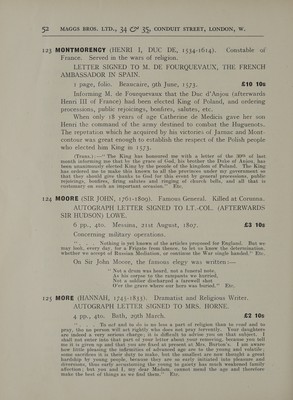 52 MAGGS BROS. LTD., 34 & 35, CONDUIT STREET, LONDON, W.
123 MONTMORENCY (HENRI I, DUC DE, 1534-1614). Constable of
France. Served in the wars of religion.
LETTER SIGNED TO M. DE FOURQUEVAUX, THE FRENCH
AMBASSADOR IN SPAIN.
1 page, folio. Beaucaire, 9th June, 1573. £10 10s
Informing M. de Fourquevaux that the Duc d'Anjou (afterwards
Henri III of France) had been elected King of Poland, and ordering
processions, public rejoicings, bonfires, salutes, etc.
When only 18 years of age Catherine de Medicis gave her son
Henri the command of the army destined to combat the Huguenots.
The reputation which he acquired by his victories of Jarnac and Mont-
contour was great enough to establish the respect of the Polish people
who elected him King in 1573.
(Trans.):—"The King has honoured me with a letter of the 30th of last
month informing me that by the grace of God, his brother the Duke of Anjou, has
been unanimously elected King by the people of the kingdom of Poland. The King
has ordered me to make this known to all the provinces under my government so
that they should give thanks to God for this event by general processions, public
rejoicings, bonfires, firing salutes and ringing of church bells, and all that is
customary on such an important occasion." Etc.
124 MOORE (SIR JOHN, 1761-1809). Famous General. Killed at Corunna.
AUTOGRAPH LETTER SIGNED TO LT.-COL. (AFTERWARDS
SIR HUDSON) LOWE.
6 pp., 4to. Messina, 21st August, 1807. £3 10s
Concerning military operations.
". . . Nothing is yet known of the articles proposed for England. But we
may look, every day, for a Frigate from thence, to let us know the determination
whether we accept of Russian Mediation, or continue the War single handed." Etc.
On Sir John Moore, the famous elegy was written:—
"Not a drum was heard, not a funeral note,
As his corpse to the ramparts we hurried,
Not a soldier discharged a farewell shot
O'er the grave where our hero was buried." Etc.
125 MORE (HANNAH, 1745-1833). Dramatist and Religious Writer.
AUTOGRAPH LETTER SIGNED TO MRS. HORNE.
4 pp., 4to. Bath, 29th March. £2 10s
". . . To act and to do is no less a part of religion than to read and to
pray, the no person will act rightly who does not pray fervently. Your daughters
are indeed a very serious charge, it is difficult to advise you on that subject. I
shall not enter into that part of your letter about your removing, because you tell
me it is given up and that you are fixed at present at Mrs. Burton's. I am aware
how little pleasing the infirmities of advanced age are to the young and volatile:
some sacrifices it is their duty to make, but the smallest are now thought a great
hardship by young people, because they are so early initiated into pleasures and
diversions, thus early accustoming the young to gaiety has much weakened family
affection; but you and I, my dear Madam, cannot mend the age and therefore
make the best of things as we find them." Etc.